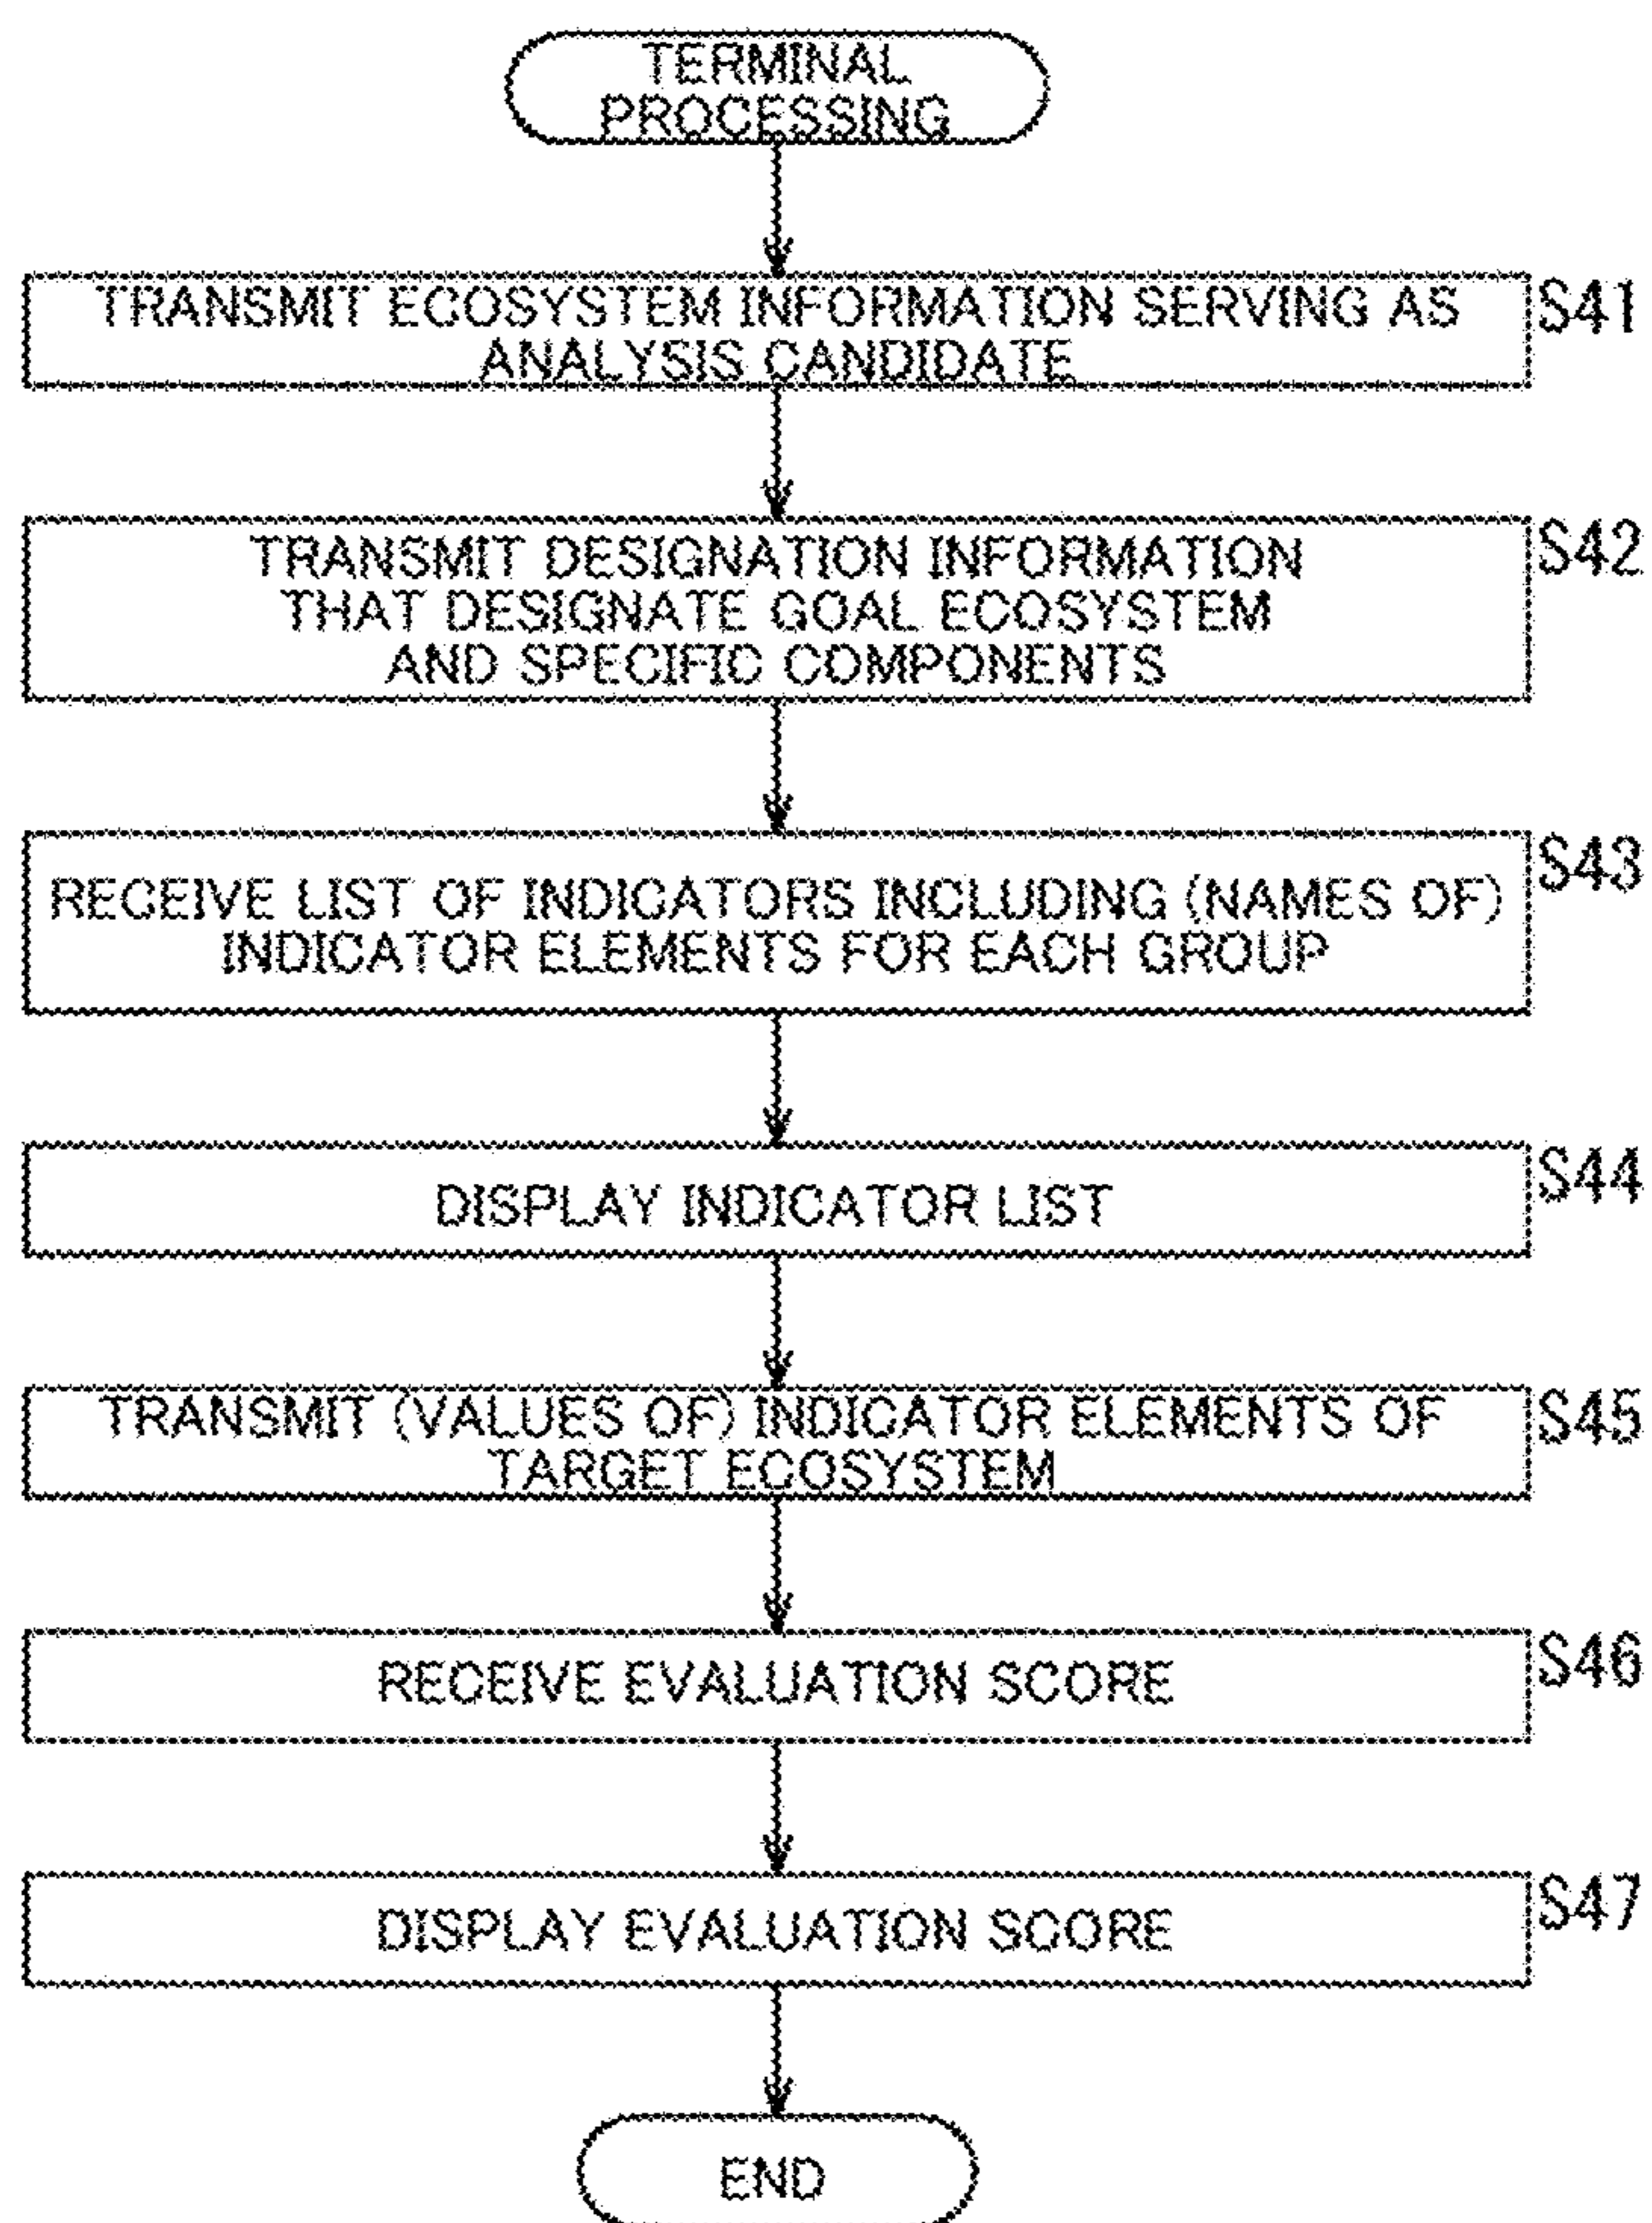 TERMINAL
PROCESSING
TRANSMIT ECOSYSTEM INFORMATION SERVING AS
ANALYSIS CANDIDATE
S41
TRANSMIT DESIGNATION INFORMATION
THAT DESIGNATE GOAL ECOSYSTEM
AND SPECIFIC COMPONENTS
S42
RECEIVE LIST OF INDICATORS INCLUDING (NAMES OF)
INDICATOR ELEMENTS FOR EACH GROUP
S43
DISPLAY INDICATOR LIST
S44
TRANSMIT (VALUES OF) INDICATOR ELEMENTS OF
TARGET ECOSYSTEM
S45
RECEIVE EVALUATION SCORE
S46
DISPLAY EVALUATION SCORE
S47
END